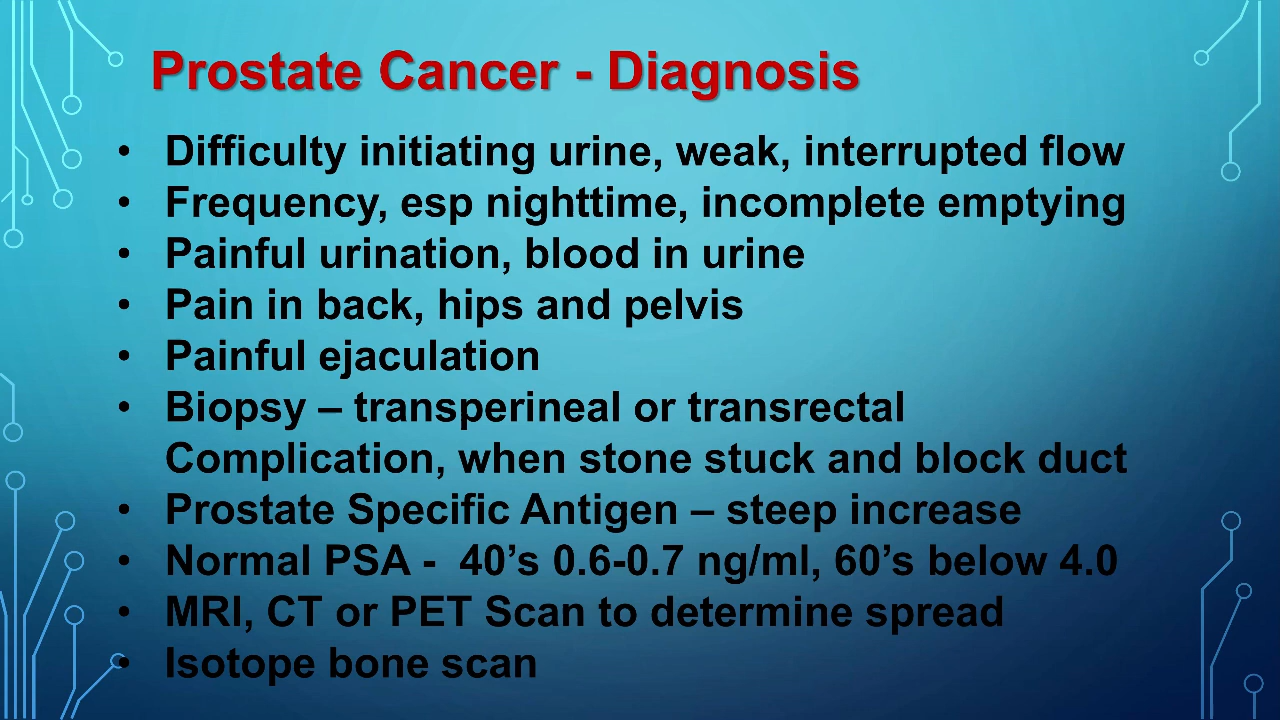 Prostate Cancer - Diagnosis
• Difficulty initiating urine, weak, interrupted flow
• Frequency, esp nighttime, incomplete emptying
• Painful urination, blood in urine
• Pain in back, hips and pelvis
• Painful ejaculation
• Biopsy – transperineal or transrectal
Complication, when stone stuck and block duct
• Prostate Specific Antigen – steep increase
• Normal PSA - 40’s 0.6-0.7 ng/ml, 60’s below 4.0
• MRI, CT or PET Scan to determine spread
• Isotope bone scan